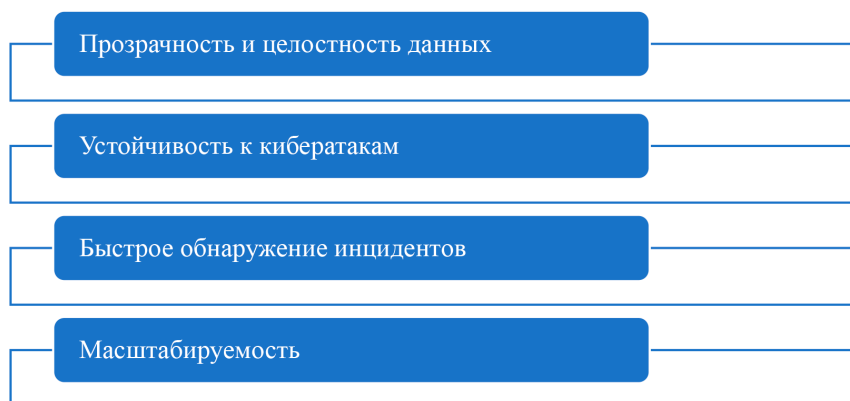 Прозрачность и целостность данных
Устойчивость к кибератакам
Быстрое обнаружение инцидентов
Масштабируемость